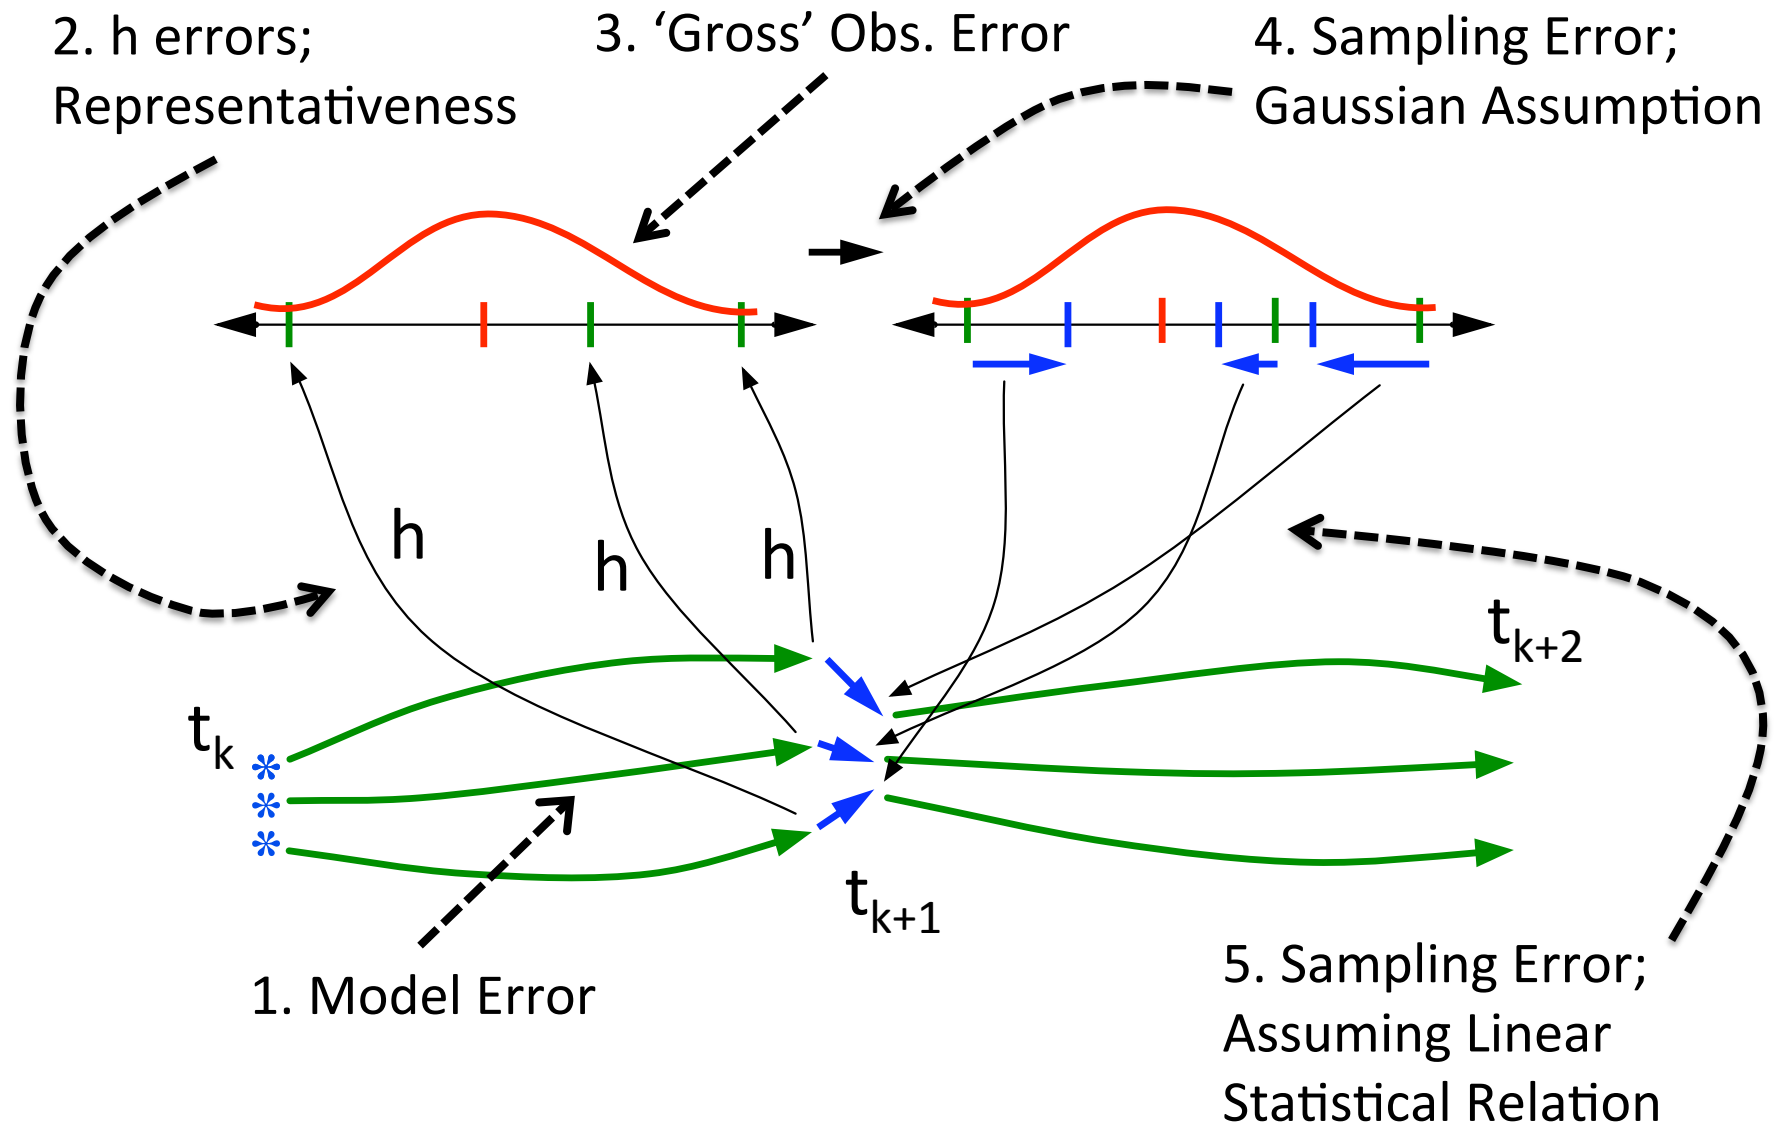 2. h errors;
Representativeness
3. ‘Gross’ Obs. Error
4. Sampling Error;
Gaussian Assumption
h
h
h
t_k
t_{k+1}
t_{k+2}
1. Model Error
5. Sampling Error;
Assuming Linear
Statistical Relation